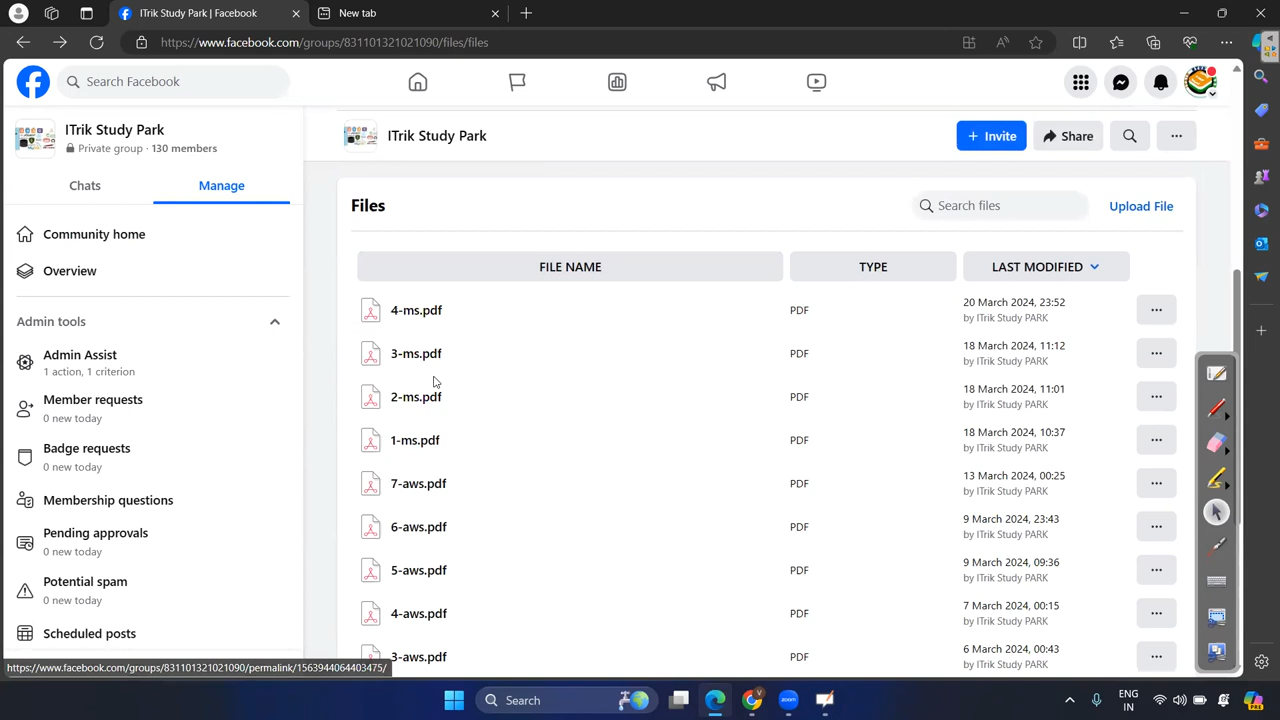 ITrik Study Park | Facebook
New tab
https://www.facebook.com/groups/831101321021090/files/files
Search Facebook
ITrik Study Park
Private group · 130 members
Chats
Manage
Community home
Overview
Admin tools
Admin Assist
1 action, 1 criterion
Member requests
0 new today
Badge requests
0 new today
Membership questions
Pending approvals
0 new today
Potential spam
0 new today
Scheduled posts
https://www.facebook.com/groups/831101321021090/permalink/1563944064403475/
ITrik Study Park
+ Invite
Share
Files
Search files
Upload File
FILE NAME TYPE LAST MODIFIED
4-ms.pdf PDF 20 March 2024, 23:52
by ITrik Study PARK
3-ms.pdf PDF 18 March 2024, 11:12
by ITrik Study PARK
2-ms.pdf PDF 18 March 2024, 11:01
by ITrik Study PARK
1-ms.pdf PDF 18 March 2024, 10:37
by ITrik Study PARK
7-aws.pdf PDF 13 March 2024, 00:25
by ITrik Study PARK
6-aws.pdf PDF 9 March 2024, 23:43
by ITrik Study PARK
5-aws.pdf PDF 9 March 2024, 09:36
by ITrik Study PARK
4-aws.pdf PDF 7 March 2024, 00:15
by ITrik Study PARK
3-aws.pdf PDF 6 March 2024, 00:43
by ITrik Study PARK
Search
zoom
ENG
IN
PRE